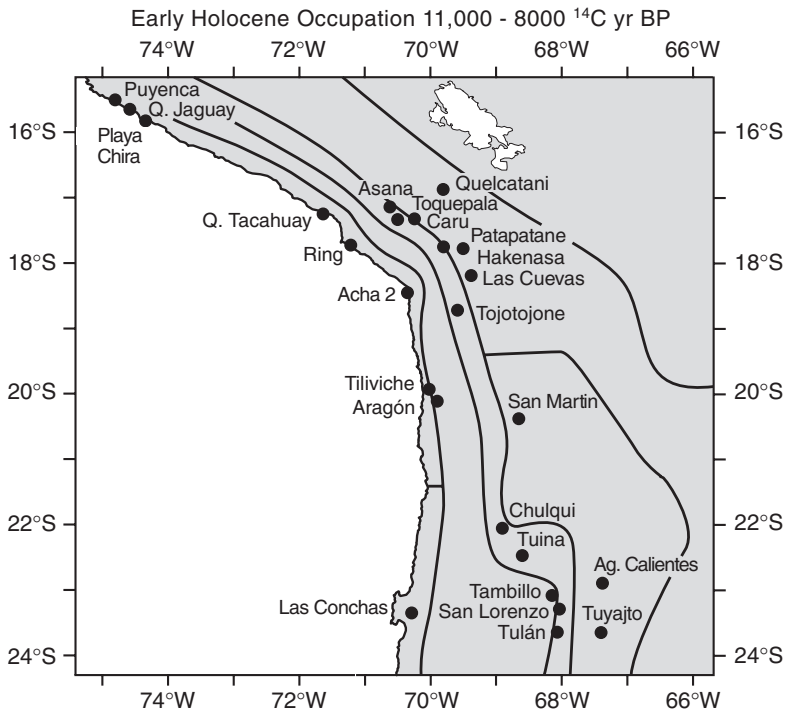 Early Holocene Occupation 11,000 - 8000 ¹⁴C yr BP
74°W 72°W 70°W 68°W 66°W
Puyenca
Q. Jaguay
16°S 16°S
Playa
Chira
Quelcatani
Asana
Toquepala
Q. Tacahuay
Caru
Patapatane
Ring
Hakenasa
18°S 18°S
Las Cuevas
Acha 2
Tojotojone
Tiliviche
20°S 20°S
Aragón
San Martin
Chulqui
22°S 22°S
Tuina
Ag. Calientes
Tambillo
Las Conchas
San Lorenzo
Tuyajto
Tulán
24°S 24°S
74°W 72°W 70°W 68°W 66°W